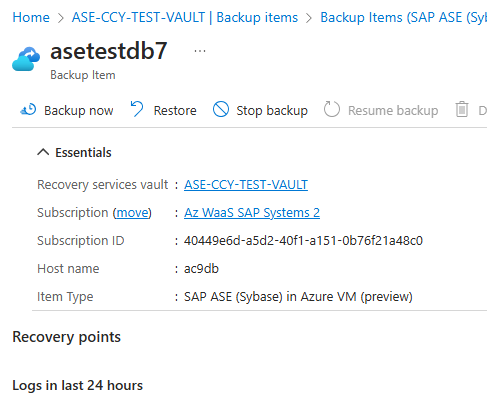 Home > ASE-CCY-TEST-VAULT | Backup items > Backup Items (SAP ASE (Syb
asetestdb7 ...
Backup Item
Backup now Restore Stop backup Resume backup D
Essentials
Recovery services vault : ASE-CCY-TEST-VAULT
Subscription (move) : Az WaaS SAP Systems 2
Subscription ID : 40449e6d-a5d2-40f1-a151-0b76f21a48c0
Host name : ac9db
Item Type : SAP ASE (Sybase) in Azure VM (preview)
Recovery points
Logs in last 24 hours